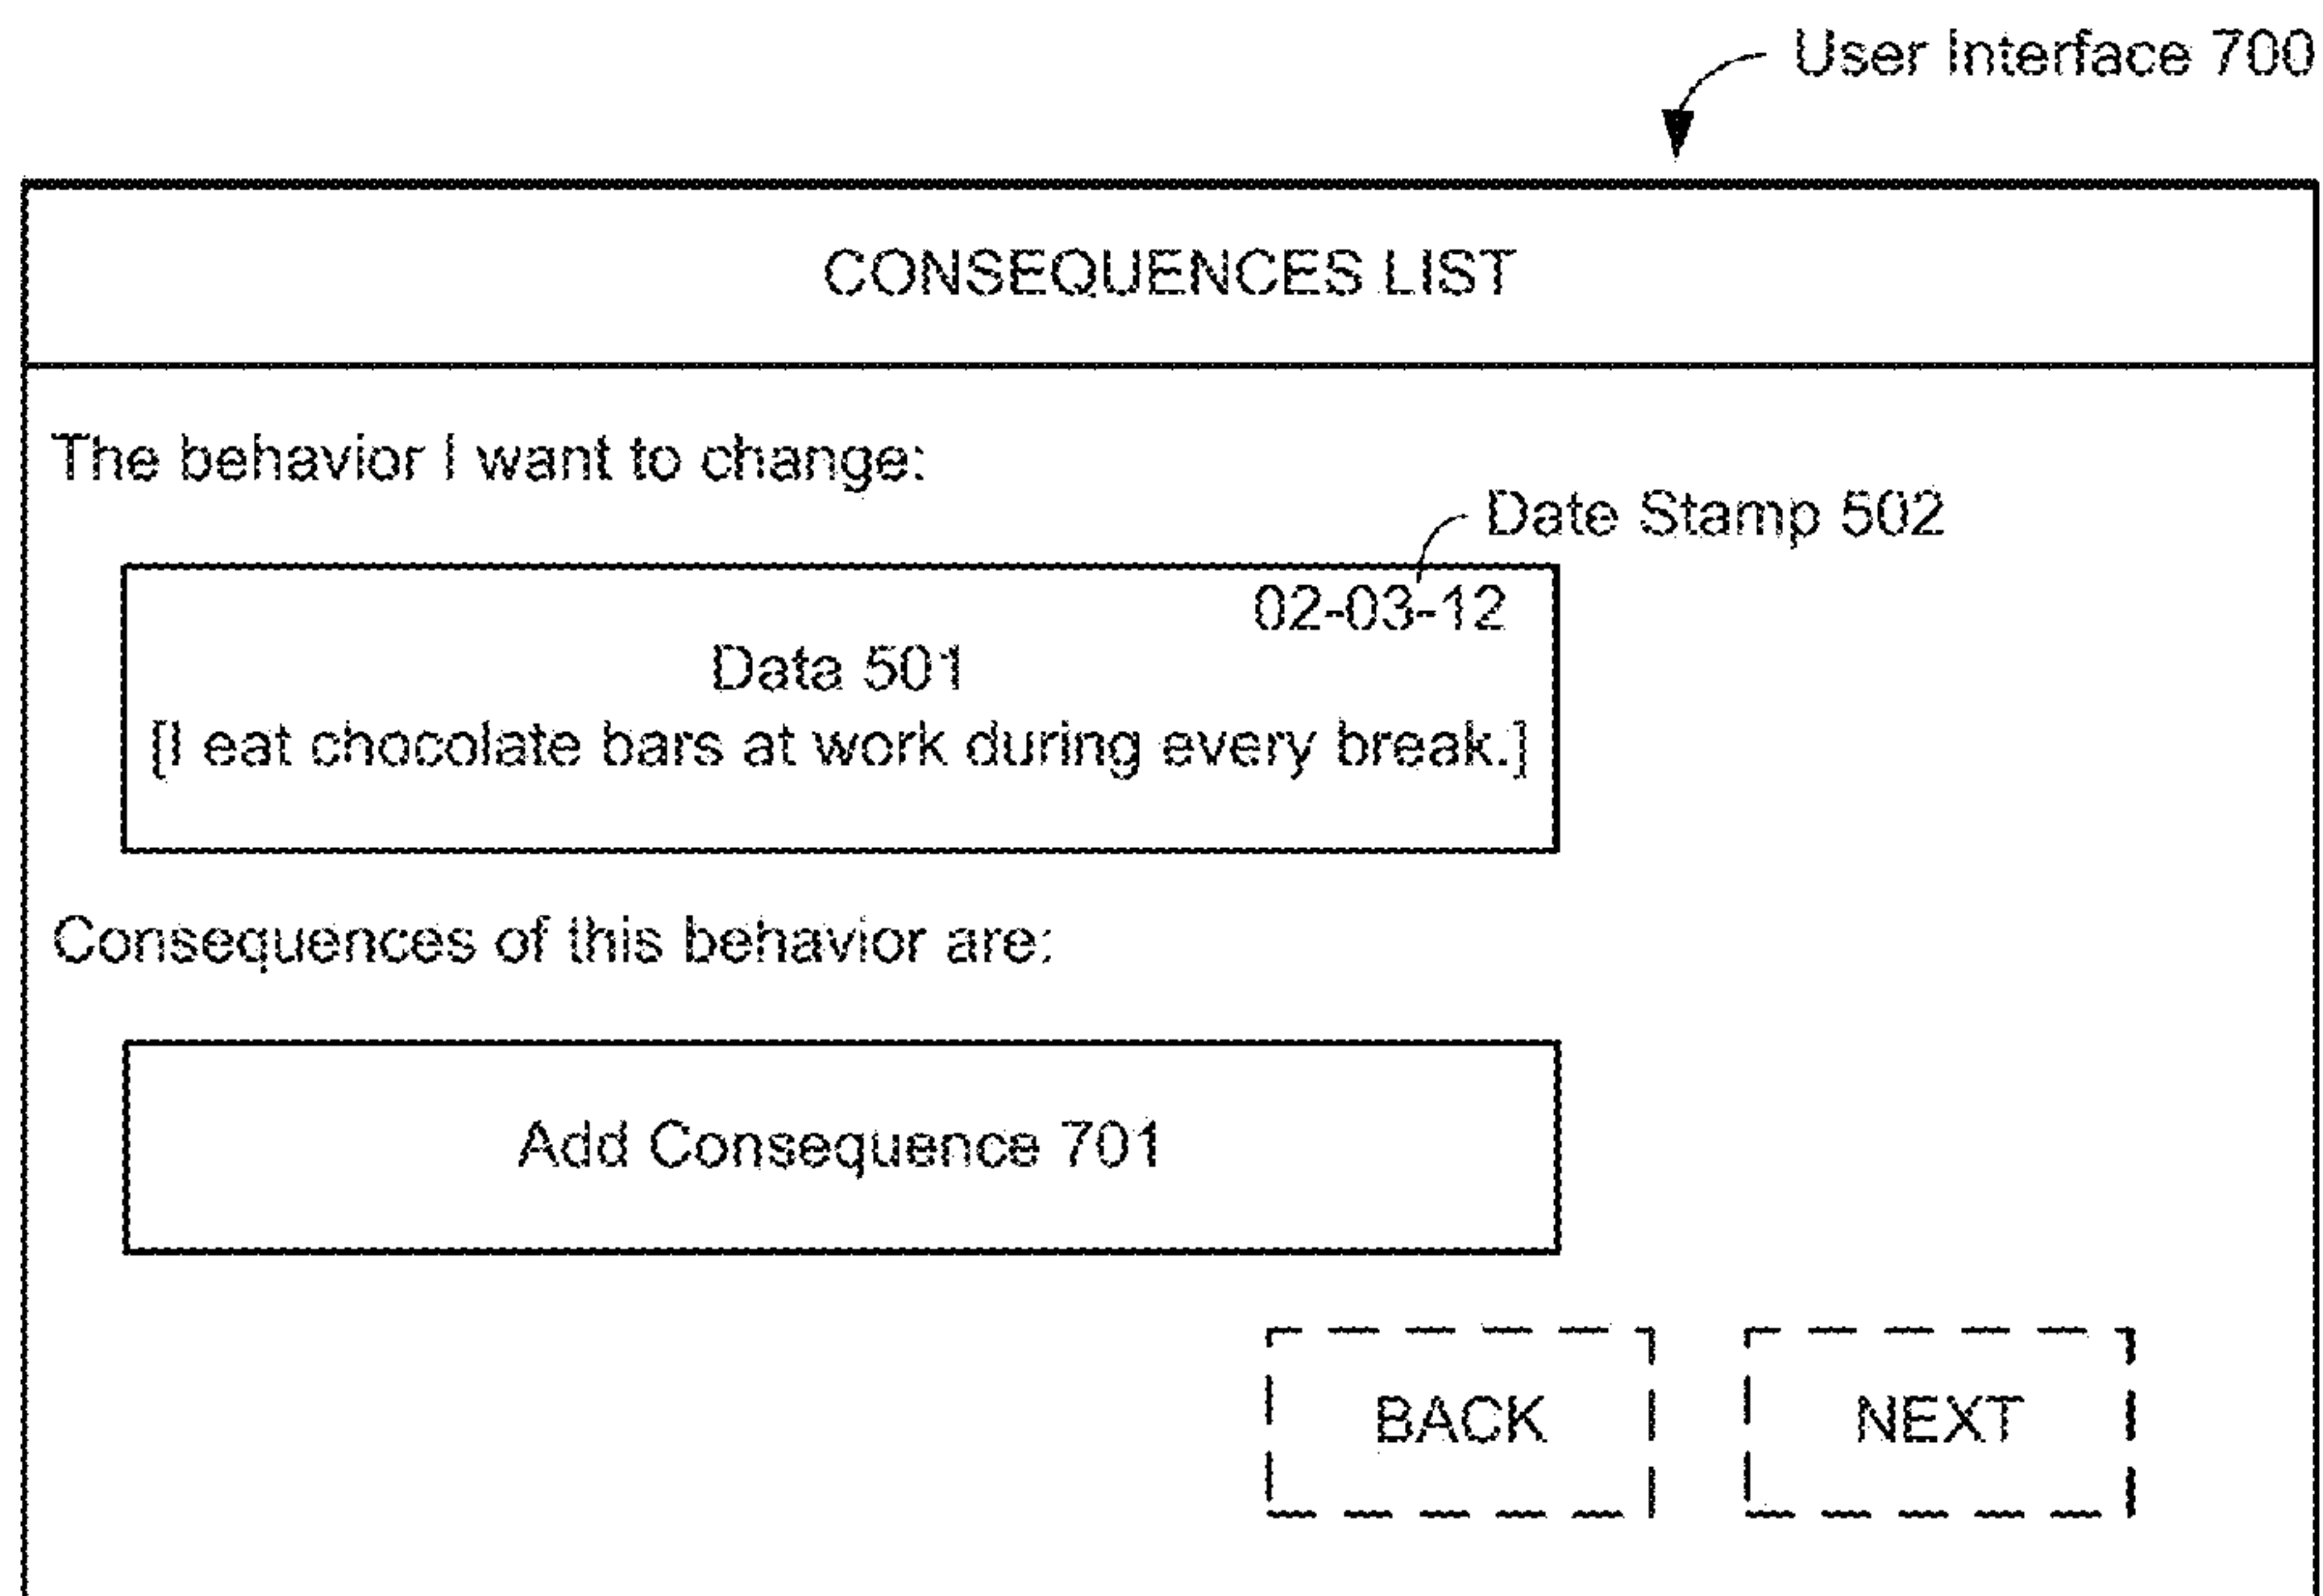 User Interface 700
CONSEQUENCES LIST
The behavior I want to change:
Date Stamp 502
02-03-12
Data 501
[I eat chocolate bars at work during every break.]
Consequences of this behavior are:
Add Consequence 701
BACK NEXT